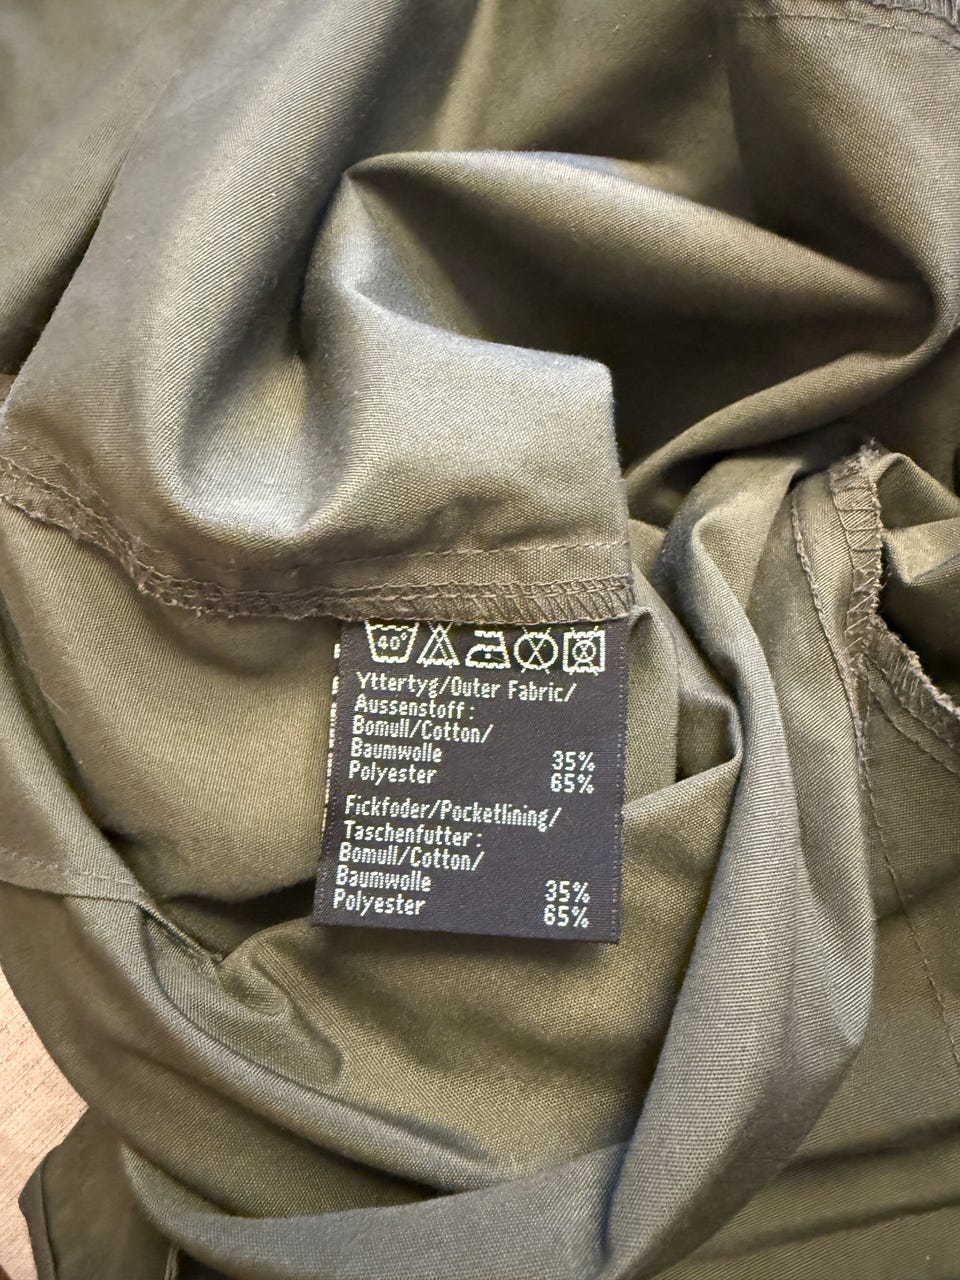 40°
Yttertyg/Outer Fabric/
Aussenstoff:
Bomull/Cotton/
Baumwolle 35%
Polyester 65%
Fickfoder/Pocketlining/
Taschenfutter:
Bomull/Cotton/
Baumwolle 35%
Polyester 65%